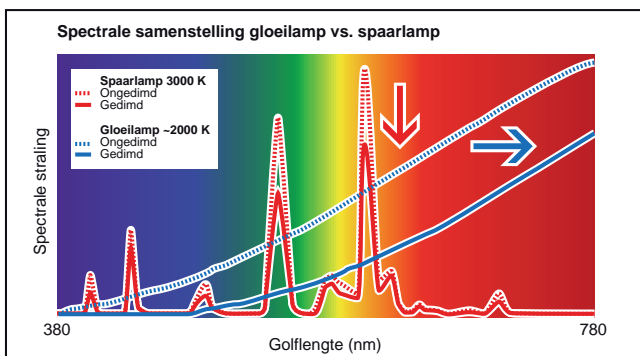 Spectrale samenstelling gloeilamp vs. spaarlamp
Spaarlamp 3000 K
Ongedimd
Gedimd
Gloeilamp ~2000 K
Ongedimd
Gedimd
Spectrale straling
380
780
Golflengte (nm)